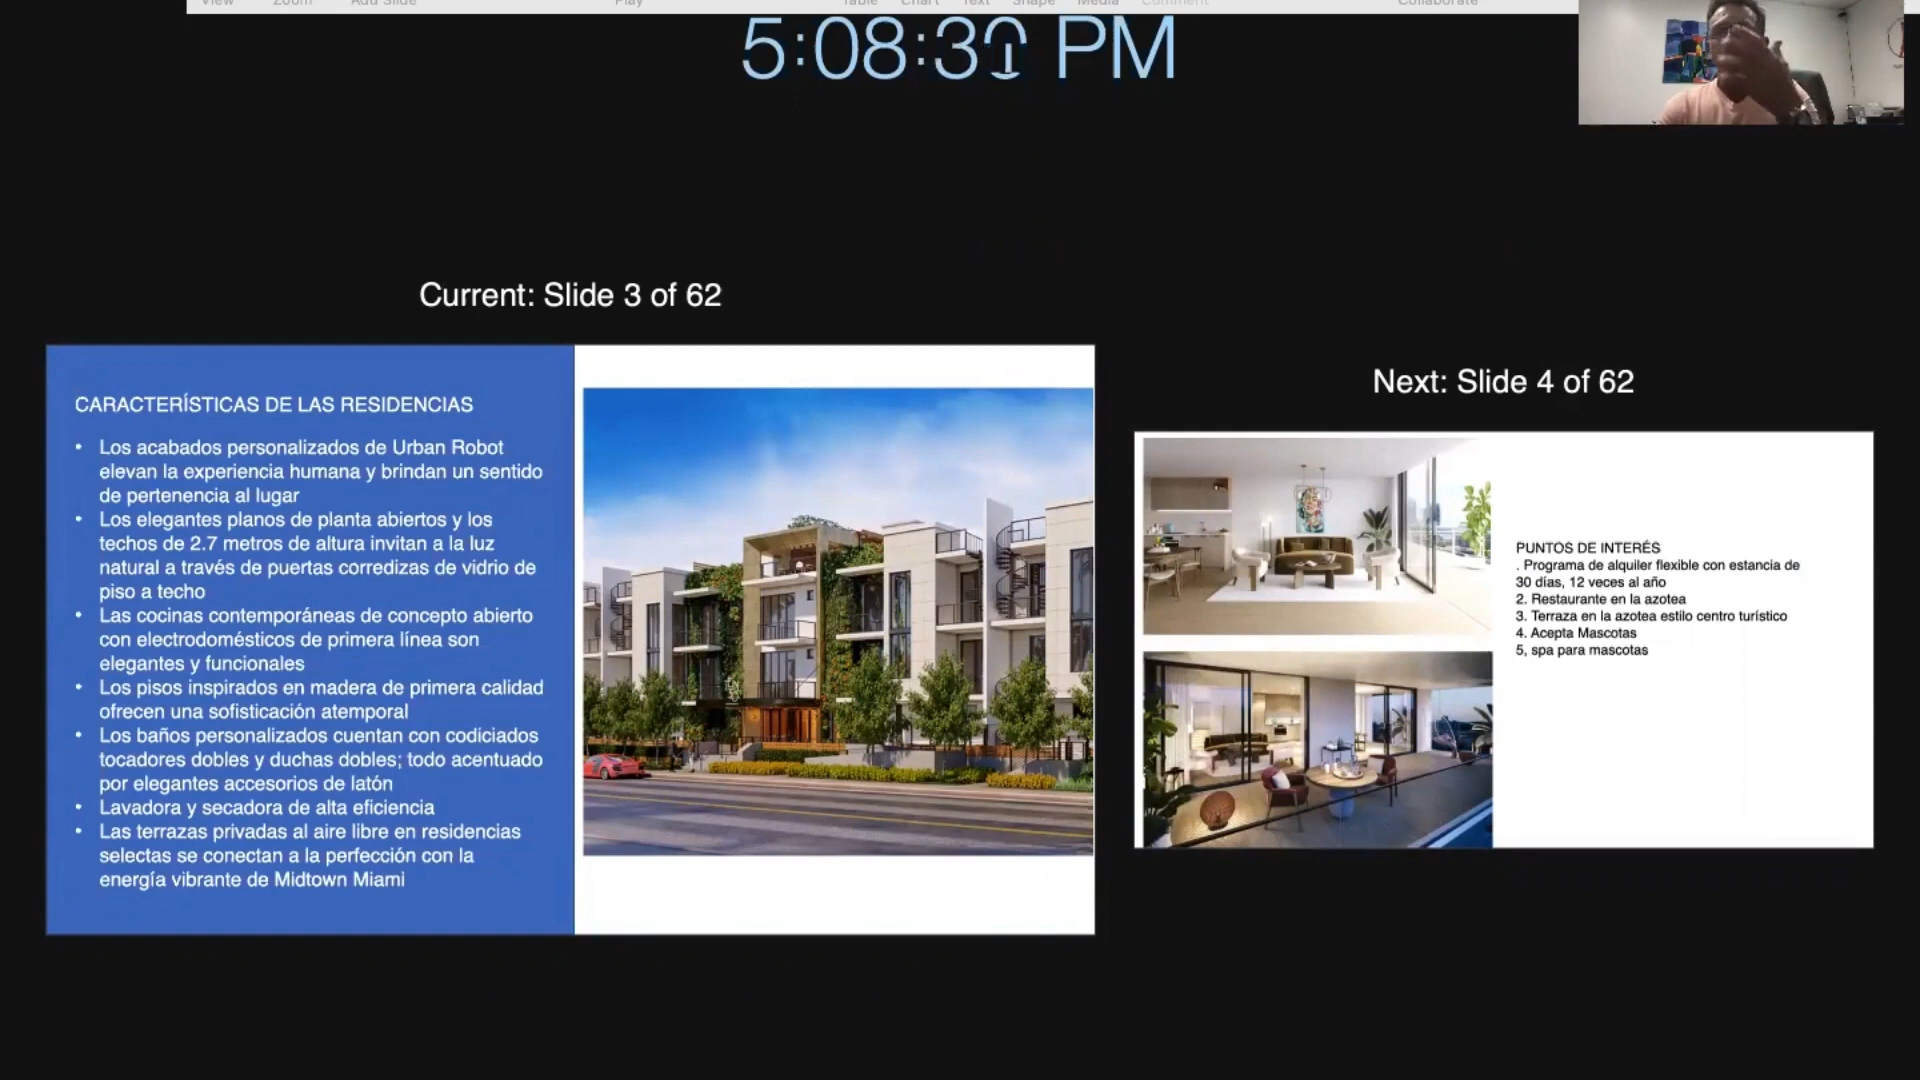 View Zoom Add Slide Play Table Chart Text Shape Media Comment Collaborate
5:08:30 PM
Current: Slide 3 of 62
CARACTERÍSTICAS DE LAS RESIDENCIAS
• Los acabados personalizados de Urban Robot
elevan la experiencia humana y brindan un sentido
de pertenencia al lugar
• Los elegantes planos de planta abiertos y los
techos de 2.7 metros de altura invitan a la luz
natural a través de puertas corredizas de vidrio de
piso a techo
• Las cocinas contemporáneas de concepto abierto
con electrodomésticos de primera línea son
elegantes y funcionales
• Los pisos inspirados en madera de primera calidad
ofrecen una sofisticación atemporal
• Los baños personalizados cuentan con codiciados
tocadores dobles y duchas dobles; todo acentuado
por elegantes accesorios de latón
• Lavadora y secadora de alta eficiencia
• Las terrazas privadas al aire libre en residencias
selectas se conectan a la perfección con la
energía vibrante de Midtown Miami
Next: Slide 4 of 62
PUNTOS DE INTERÉS
. Programa de alquiler flexible con estancia de
30 días, 12 veces al año
2. Restaurante en la azotea
3. Terraza en la azotea estilo centro turístico
4. Acepta Mascotas
5, spa para mascotas